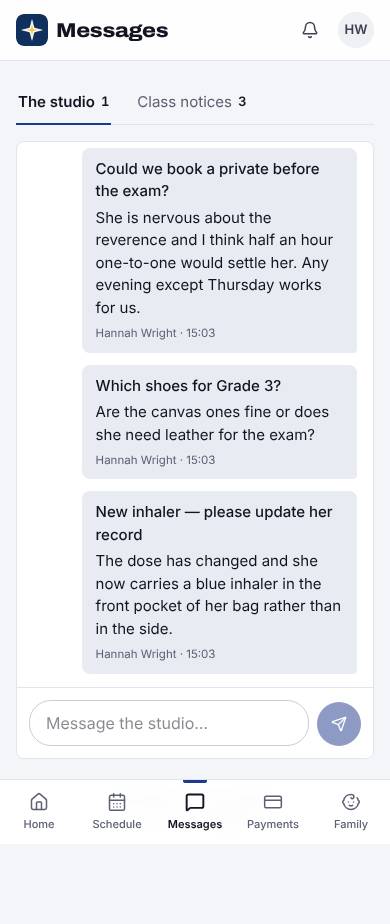 Messages
HW
The studio 1
Class notices 3
Could we book a private before
the exam?
She is nervous about the
reverence and I think half an hour
one-to-one would settle her. Any
evening except Thursday works
for us.
Hannah Wright · 15:03
Which shoes for Grade 3?
Are the canvas ones fine or does
she need leather for the exam?
Hannah Wright · 15:03
New inhaler — please update her
record
The dose has changed and she
now carries a blue inhaler in the
front pocket of her bag rather than
in the side.
Hannah Wright · 15:03
Message the studio...
Home
Schedule
Messages
Payments
Family